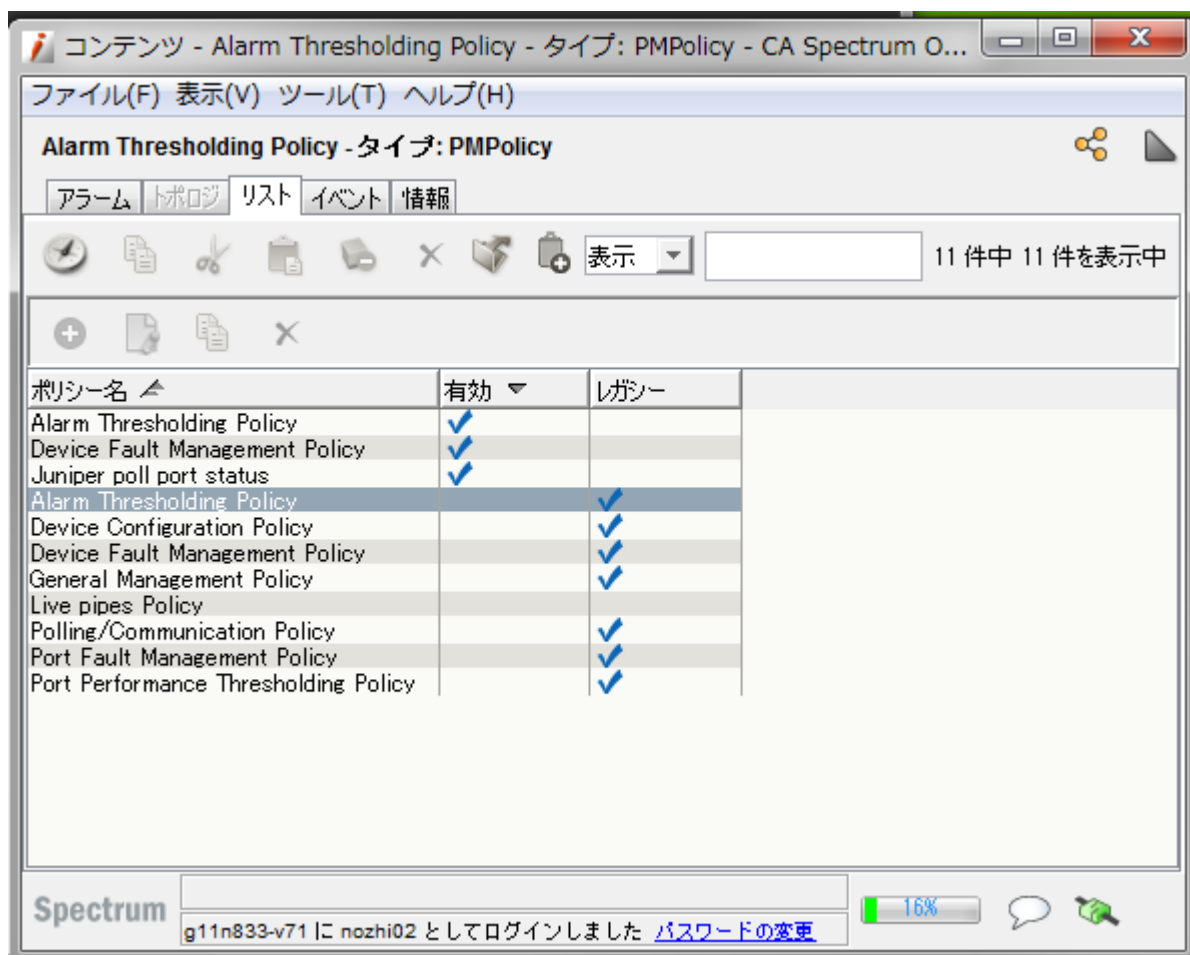 コンテンツ - Alarm Thresholding Policy - タイプ: PMPolicy - CA Spectrum O...
ファイル(F) 表示(V) ツール(T) ヘルプ(H)
Alarm Thresholding Policy - タイプ: PMPolicy
アラーム トポロジ リスト イベント 情報
表示 11 件中 11 件を表示中
ポリシー名 有効 レガシー
Alarm Thresholding Policy
Device Fault Management Policy
Juniper poll port status
Alarm Thresholding Policy
Device Configuration Policy
Device Fault Management Policy
General Management Policy
Live pipes Policy
Polling/Communication Policy
Port Fault Management Policy
Port Performance Thresholding Policy
Spectrum 16%
g11n833-v71 に nozhi02 としてログインしました パスワードの変更